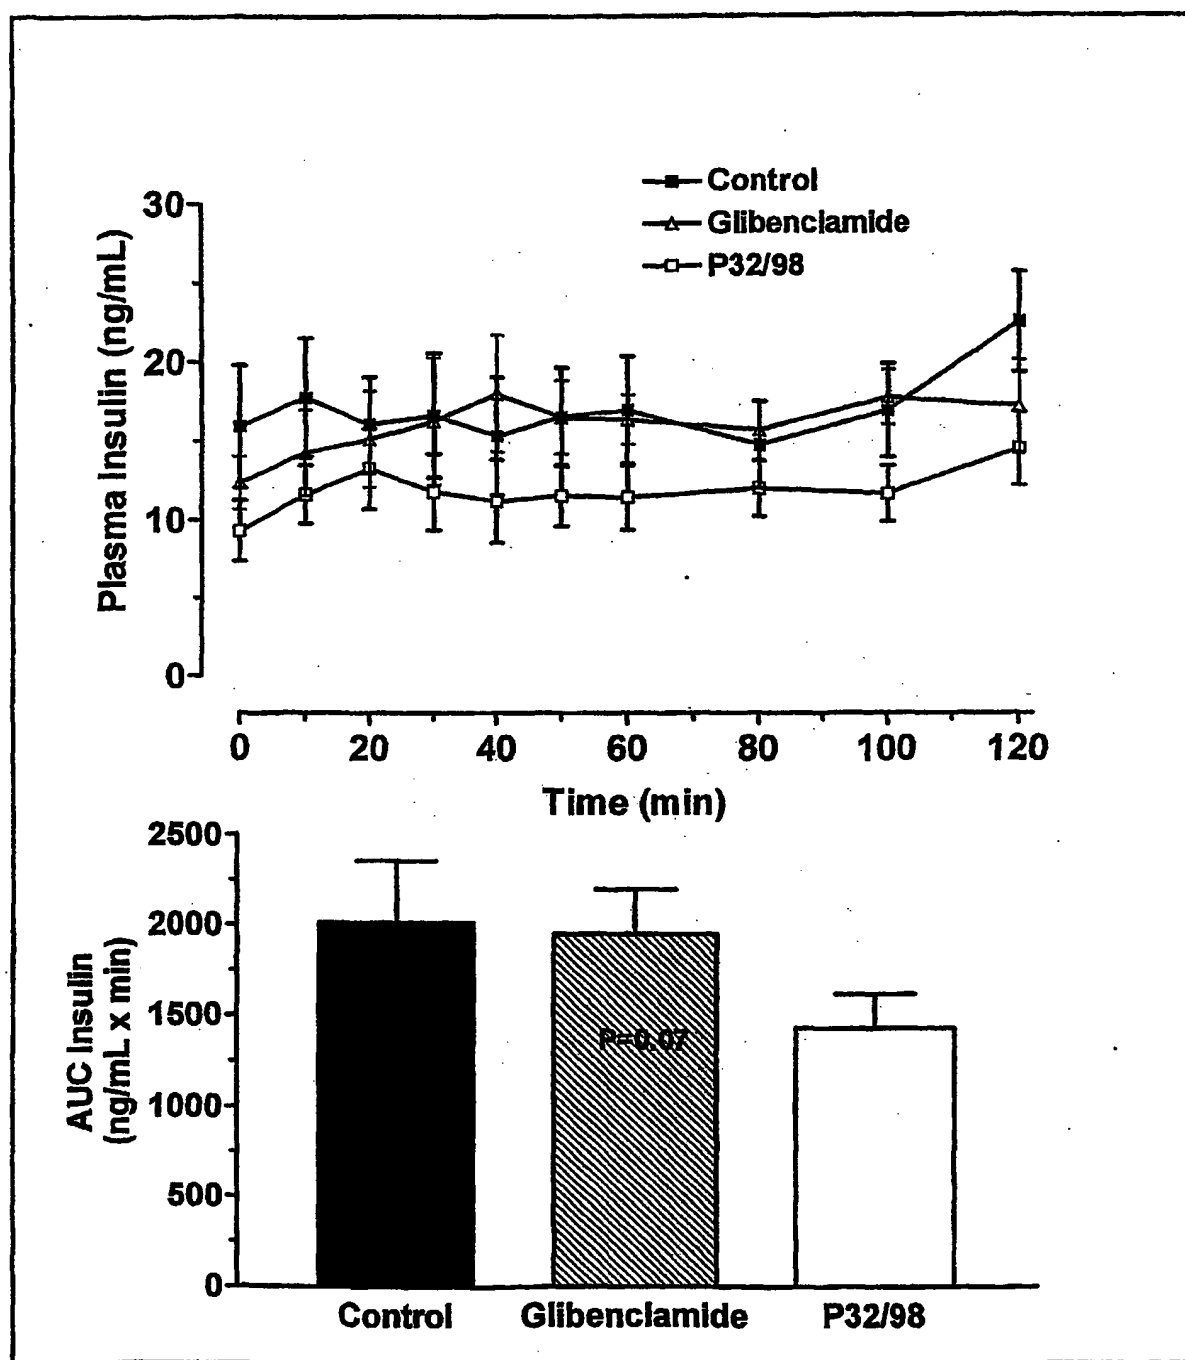 Control
Glibenclamide
P32/98
30
20
10
0
Plasma Insulin (ng/mL)
0 20 40 60 80 100 120
Time (min)
2500
2000
1500
1000
500
0
AUC Insulin
(ng/mL x min)
P=0.07
Control Glibenclamide P32/98